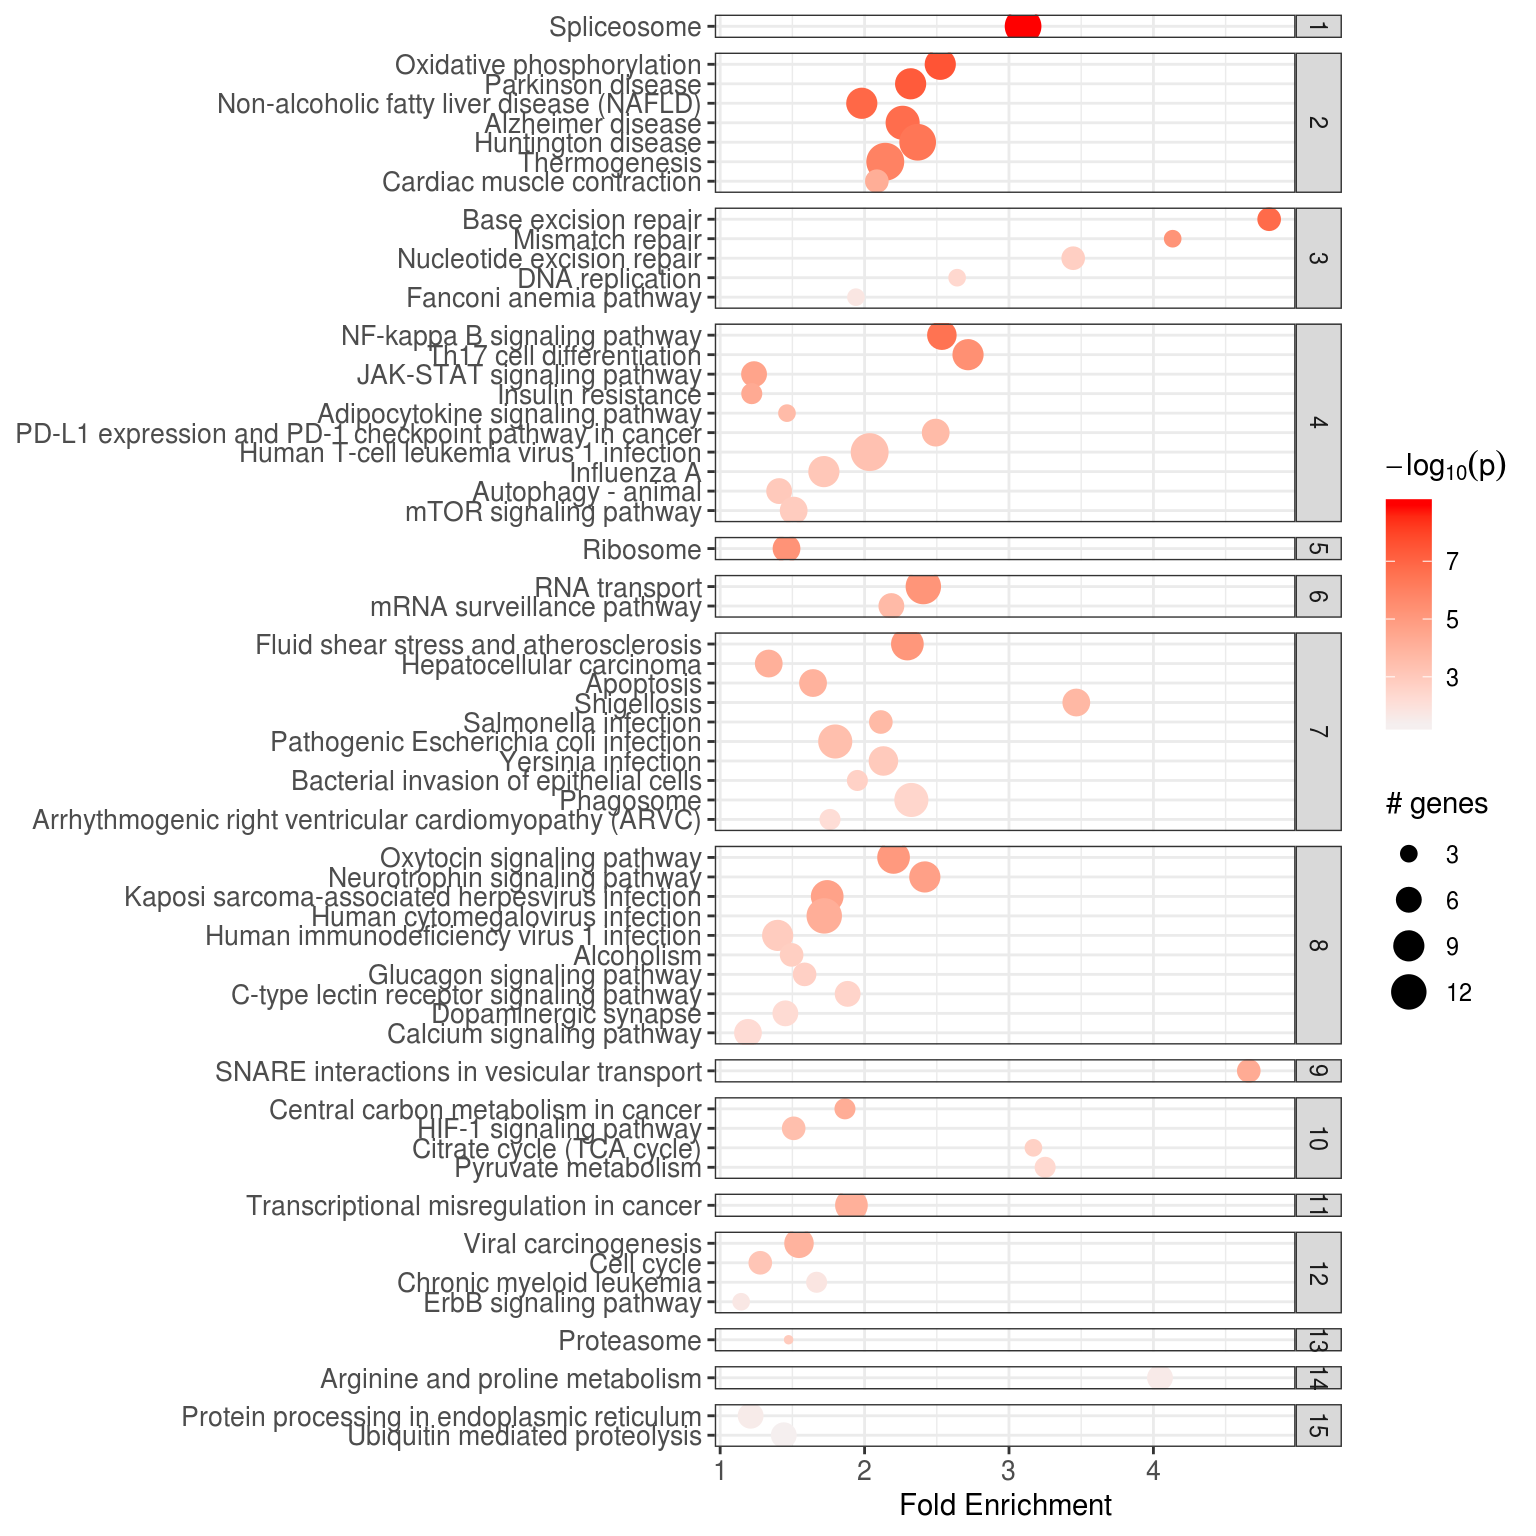 Spliceosome
1
Oxidative phosphorylation
Parkinson disease
Non-alcoholic fatty liver disease (NAFLD)
Alzheimer disease
Huntington disease
Thermogenesis
Cardiac muscle contraction
2
Base excision repair
Mismatch repair
Nucleotide excision repair
DNA replication
Fanconi anemia pathway
3
NF-kappa B signaling pathway
Th17 cell differentiation
JAK-STAT signaling pathway
Insulin resistance
Adipocytokine signaling pathway
PD-L1 expression and PD-1 checkpoint pathway in cancer
Human T-cell leukemia virus 1 infection
Influenza A
Autophagy - animal
mTOR signaling pathway
4
Ribosome
5
RNA transport
mRNA surveillance pathway
6
Fluid shear stress and atherosclerosis
Hepatocellular carcinoma
Apoptosis
Shigellosis
Salmonella infection
Pathogenic Escherichia coli infection
Yersinia infection
Bacterial invasion of epithelial cells
Phagosome
Arrhythmogenic right ventricular cardiomyopathy (ARVC)
7
Oxytocin signaling pathway
Neurotrophin signaling pathway
Kaposi sarcoma-associated herpesvirus infection
Human cytomegalovirus infection
Human immunodeficiency virus 1 infection
Alcoholism
Glucagon signaling pathway
C-type lectin receptor signaling pathway
Dopaminergic synapse
Calcium signaling pathway
8
SNARE interactions in vesicular transport
9
Central carbon metabolism in cancer
HIF-1 signaling pathway
Citrate cycle (TCA cycle)
Pyruvate metabolism
10
Transcriptional misregulation in cancer
11
Viral carcinogenesis
Cell cycle
Chronic myeloid leukemia
ErbB signaling pathway
12
Proteasome
13
Arginine and proline metabolism
14
Protein processing in endoplasmic reticulum
Ubiquitin mediated proteolysis
15
1 2 3 4
Fold Enrichment
−log₁₀(p)
7
5
3
# genes
3
6
9
12